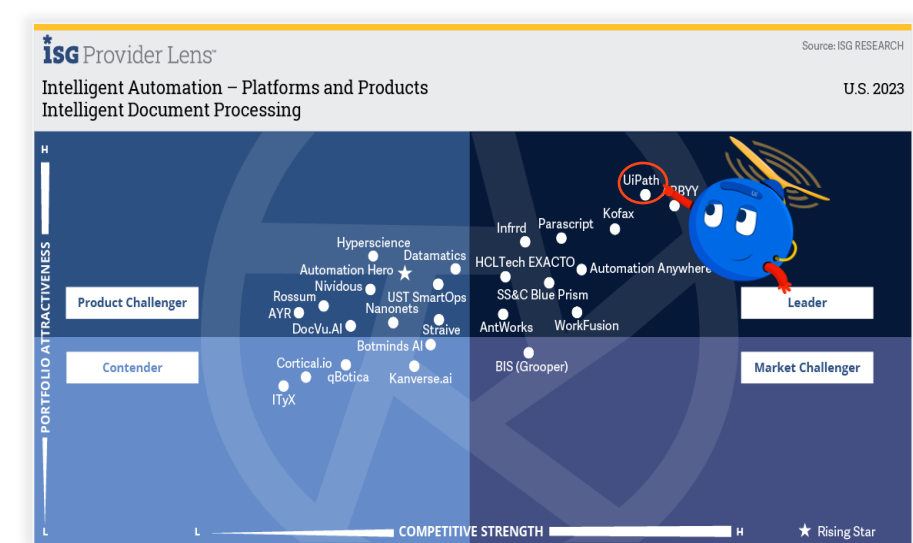 ISG Provider Lens™
Source: ISG RESEARCH
Intelligent Automation – Platforms and Products
Intelligent Document Processing
U.S. 2023
H
PORTFOLIO ATTRACTIVENESS
L
UiPath
BBYY
Kofax
Parascript
Infrrd
Hyperscience
Datamatics
HCLTech EXACTO
Automation Anywhere
Automation Hero
Nividous
UST SmartOps
SS&C Blue Prism
Rossum
Nanonets
AYR
DocVu.AI
Straive
AntWorks
WorkFusion
Product Challenger
Leader
Botminds AI
Contender
Cortical.io
qBotica
Kanverse.ai
BIS (Grooper)
Market Challenger
ITyX
L
COMPETITIVE STRENGTH
H
Rising Star